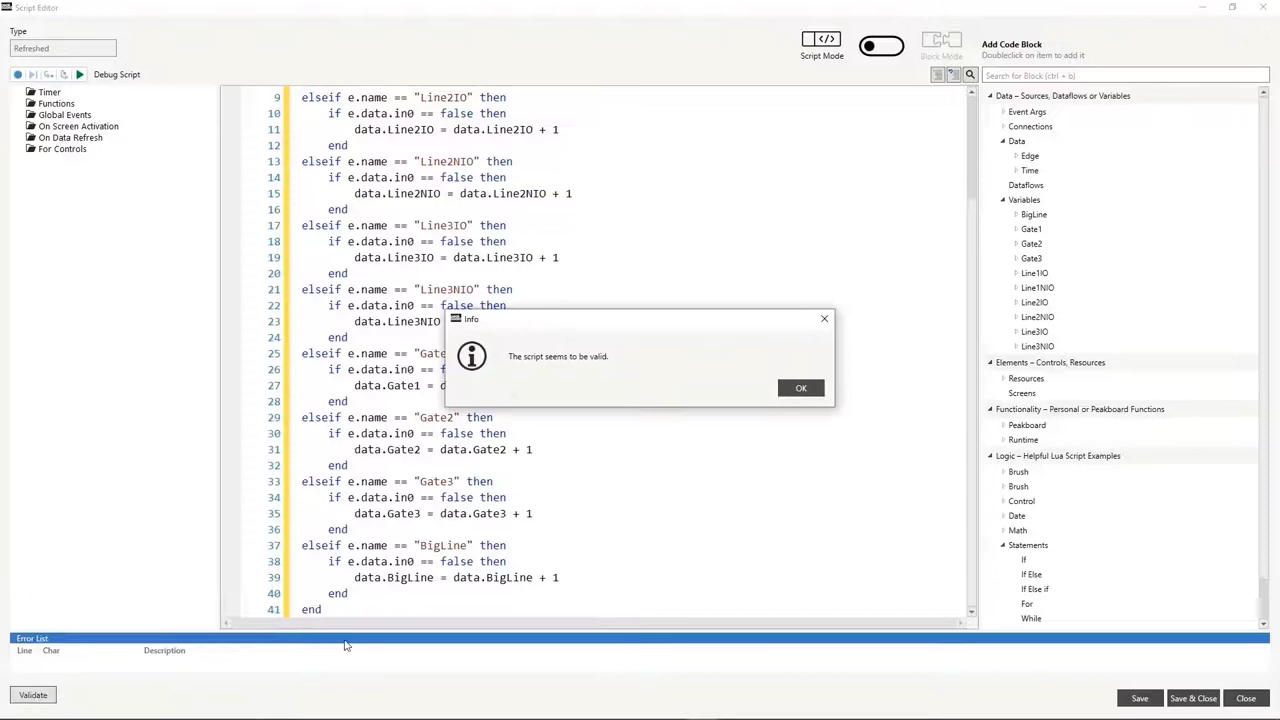 Script Editor
Type
Refreshed
Debug Script
Script Mode
Block Mode
Add Code Block
Doubleclick on item to add it
Search for Block (ctrl + b)
Timer
Functions
Global Events
On Screen Activation
On Data Refresh
For Controls
9 elseif e.name == "Line2IO" then
10 if e.data.in0 == false then
11 data.Line2IO = data.Line2IO + 1
12 end
13 elseif e.name == "Line2NIO" then
14 if e.data.in0 == false then
15 data.Line2NIO = data.Line2NIO + 1
16 end
17 elseif e.name == "Line3IO" then
18 if e.data.in0 == false then
19 data.Line3IO = data.Line3IO + 1
20 end
21 elseif e.name == "Line3NIO" then
22 if e.data.in0 == false then
23 data.Line3NIO
24 end
25 elseif e.name == "Gate
26 if e.data.in0 == f
27 data.Gate1 = d
28 end
29 elseif e.name == "Gate2" then
30 if e.data.in0 == false then
31 data.Gate2 = data.Gate2 + 1
32 end
33 elseif e.name == "Gate3" then
34 if e.data.in0 == false then
35 data.Gate3 = data.Gate3 + 1
36 end
37 elseif e.name == "BigLine" then
38 if e.data.in0 == false then
39 data.BigLine = data.BigLine + 1
40 end
41 end
Info
The script seems to be valid.
OK
Data – Sources, Dataflows or Variables
Event Args
Connections
Data
Edge
Time
Dataflows
Variables
BigLine
Gate1
Gate2
Gate3
Line1IO
Line1NIO
Line2IO
Line2NIO
Line3IO
Line3NIO
Elements – Controls, Resources
Resources
Screens
Functionality – Personal or Peakboard Functions
Peakboard
Runtime
Logic – Helpful Lua Script Examples
Brush
Brush
Control
Date
Math
Statements
If
If Else
If Else if
For
While
Error List
Line Char Description
Validate
Save Save & Close Close